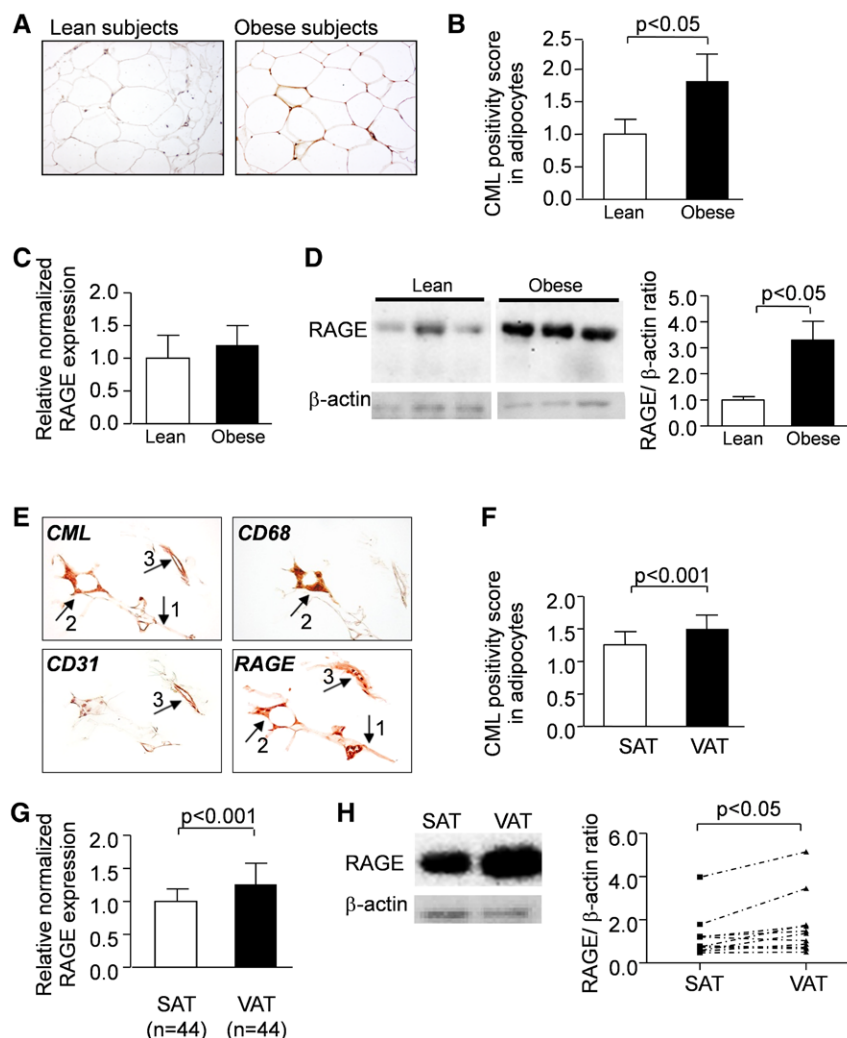 A
Lean subjects
Obese subjects
B
CML positivity score
in adipocytes
2.5
2.0
1.5
1.0
0.5
0.0
p<0.05
Lean
Obese
C
Relative normalized
RAGE expression
2.0
1.5
1.0
0.5
0.0
Lean
Obese
D
Lean
Obese
RAGE
β-actin
RAGE/ β-actin ratio
5.0
4.0
3.0
2.0
1.0
0.0
p<0.05
Lean
Obese
E
CML
3
2
1
CD68
CD31
3
RAGE
3
2
1
F
CML positivity score
in adipocytes
2.0
1.5
1.0
0.5
0.0
p<0.001
SAT
VAT
G
Relative normalized
RAGE expression
2.0
1.5
1.0
0.5
0.0
p<0.001
SAT
(n=44)
VAT
(n=44)
H
SAT
VAT
RAGE
β-actin
RAGE/ β-actin ratio
6.0
4.0
2.0
0.0
p<0.05
SAT
VAT